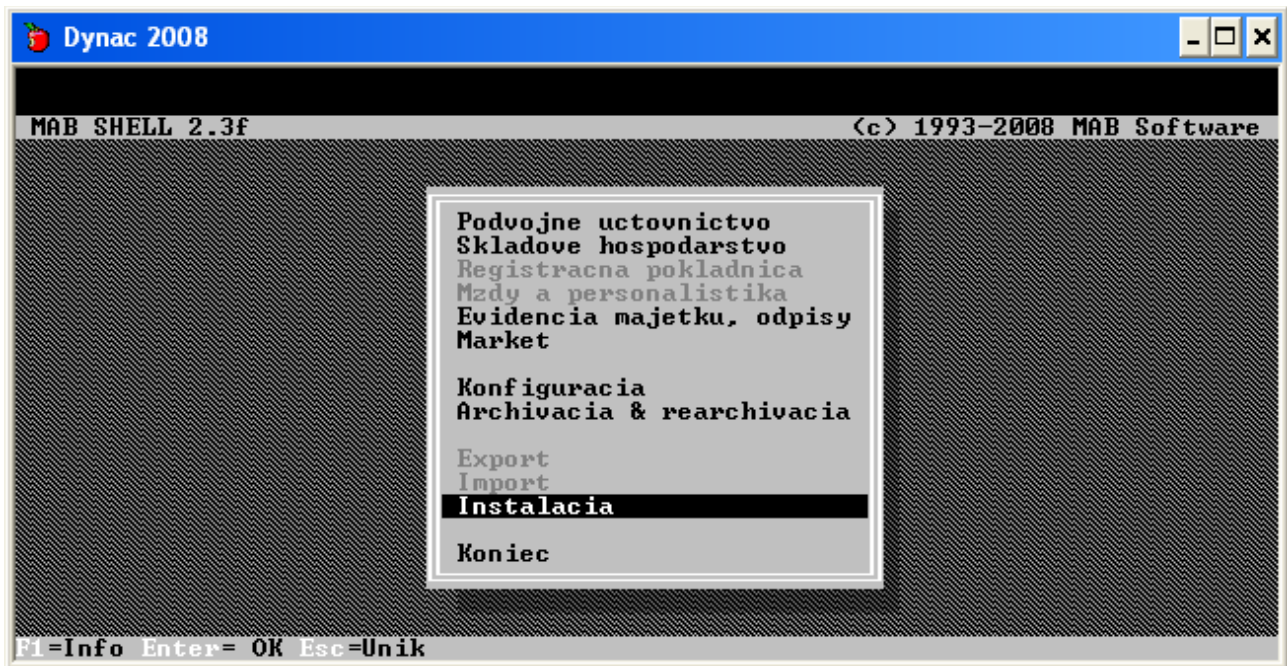 Dynac 2008
MAB SHELL 2.3f (c) 1993-2008 MAB Software
Podvojne uctovnictvo
Skladove hospodarstvo
Registracna pokladnica
Mzdy a personalistika
Evidencia majetku, odpisy
Market
Konfiguracia
Archivacia & rearchivacia
Export
Import
Instalacia
Koniec
F1=Info Enter= OK Esc=Unik